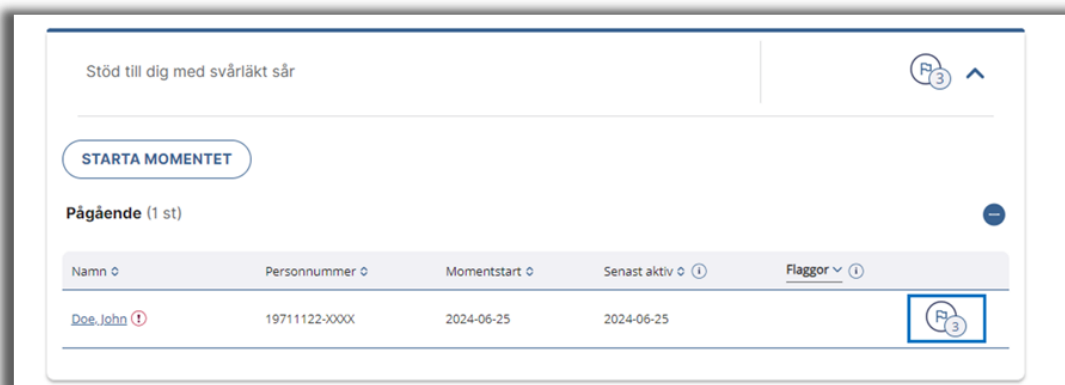 Stöd till dig med svårläkt sår
3
STARTA MOMENTET
Pågående (1 st)
Namn Personnummer Momentstart Senast aktiv Flaggor
Doe, John 19711122-XXXX 2024-06-25 2024-06-25 3